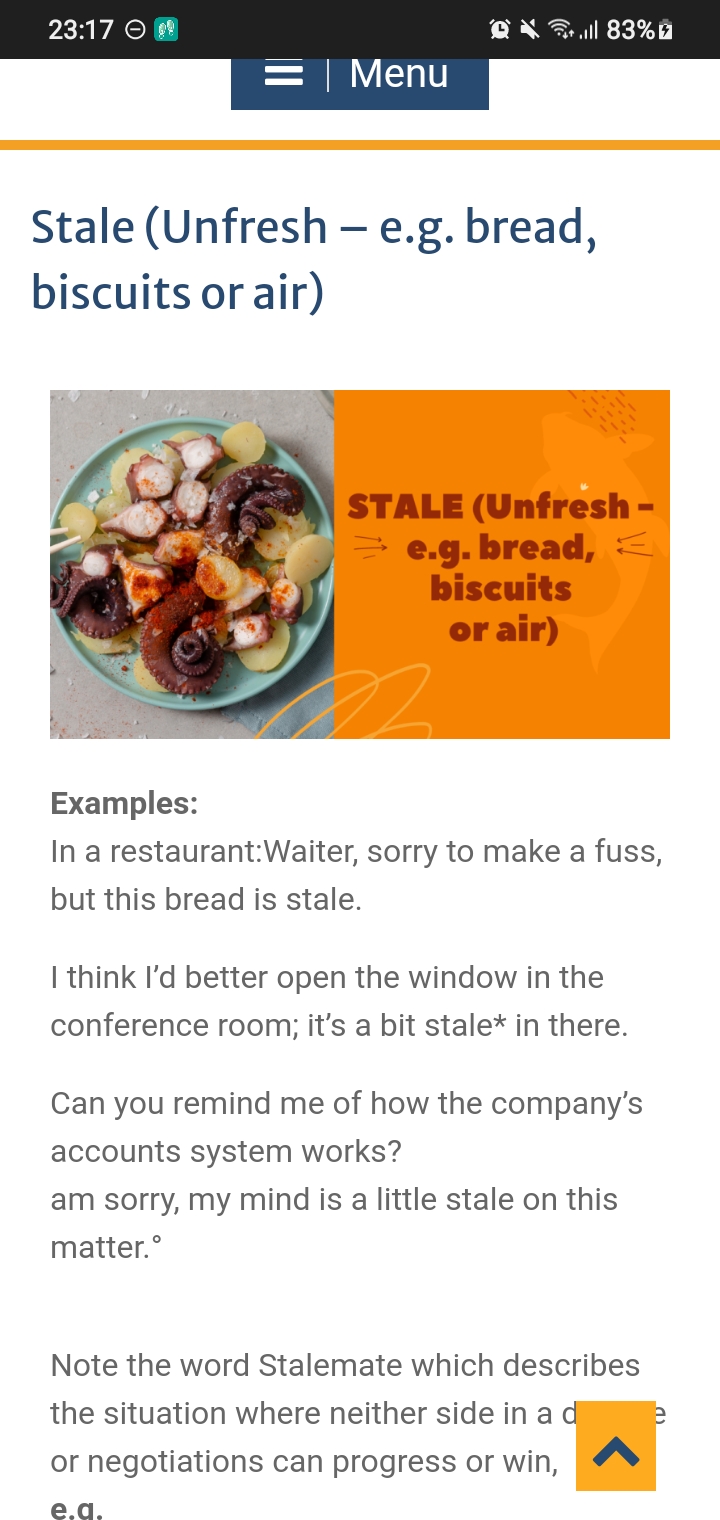 23:17
83%
Menu
Stale (Unfresh – e.g. bread,
biscuits or air)
STALE (Unfresh -
e.g. bread,
biscuits
or air)
Examples:
In a restaurant:Waiter, sorry to make a fuss,
but this bread is stale.
I think I’d better open the window in the
conference room; it’s a bit stale* in there.
Can you remind me of how the company’s
accounts system works?
am sorry, my mind is a little stale on this
matter.°
Note the word Stalemate which describes
the situation where neither side in a
or negotiations can progress or win,
e.g.